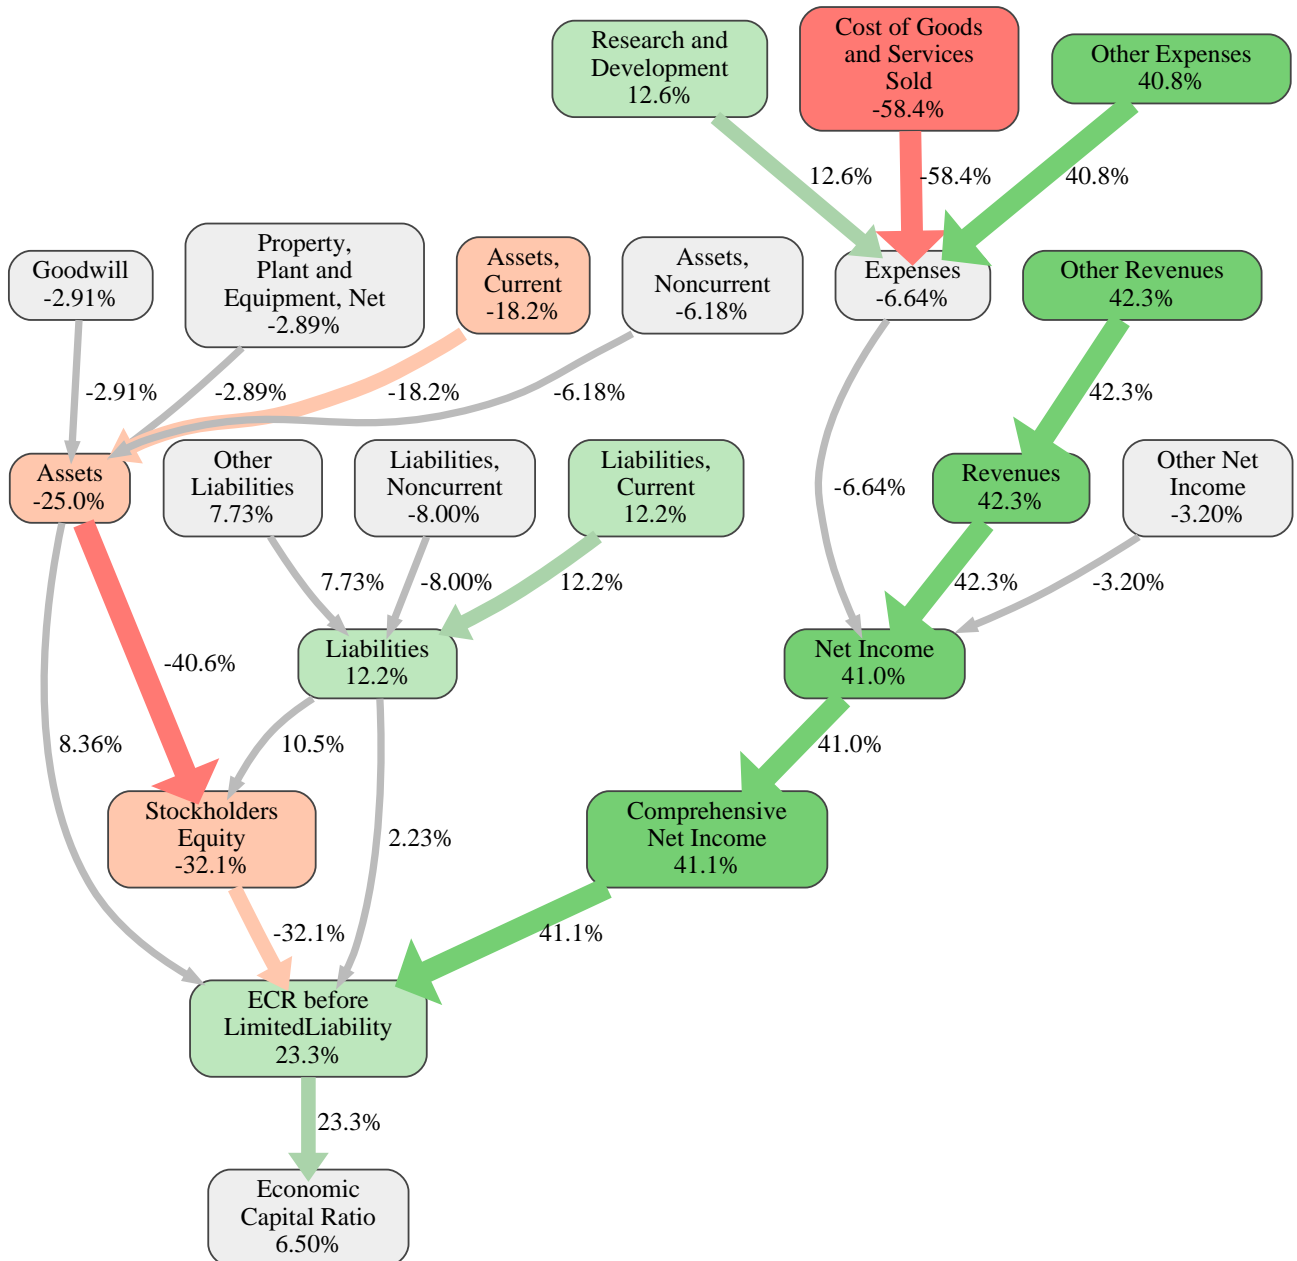 Research and
Development
12.6%
Cost of Goods
and Services
Sold
-58.4%
Other Expenses
40.8%
12.6%
-58.4%
40.8%
Goodwill
-2.91%
Property,
Plant and
Equipment, Net
-2.89%
Assets,
Current
-18.2%
Assets,
Noncurrent
-6.18%
Expenses
-6.64%
Other Revenues
42.3%
-2.91%
-2.89%
-18.2%
-6.18%
42.3%
Assets
-25.0%
Other
Liabilities
7.73%
Liabilities,
Noncurrent
-8.00%
Liabilities,
Current
12.2%
-6.64%
Revenues
42.3%
Other Net
Income
-3.20%
7.73%
-8.00%
12.2%
42.3%
-3.20%
-40.6%
Liabilities
12.2%
Net Income
41.0%
8.36%
10.5%
41.0%
Stockholders
Equity
-32.1%
2.23%
Comprehensive
Net Income
41.1%
-32.1%
41.1%
ECR before
LimitedLiability
23.3%
23.3%
Economic
Capital Ratio
6.50%